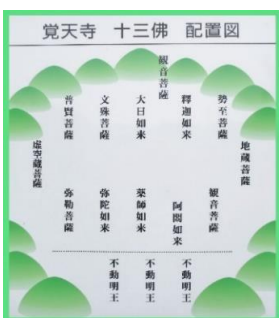 覚天寺　十三佛　配置図
観音菩薩
勢至菩薩
釋迦如来
大日如来
文殊菩薩
普賢菩薩
地蔵菩薩
虚空蔵菩薩
観音菩薩
阿閦如来
薬師如来
弥陀如来
弥勒菩薩
不動明王
不動明王
不動明王